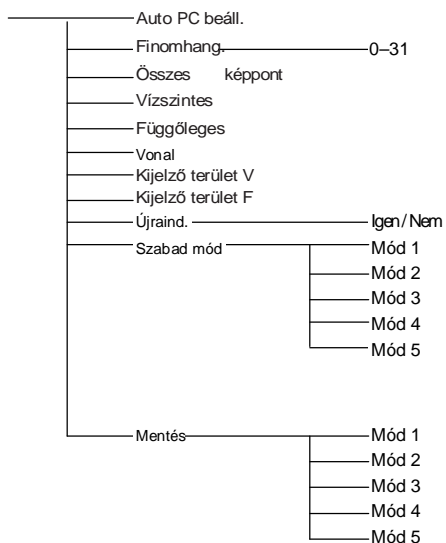 Auto PC beáll.
Finomhang. 0–31
Összes képpont
Vízszintes
Függőleges
Vonal
Kijelző terület V
Kijelző terület F
Újraind. Igen/ Nem
Szabad mód Mód 1
Mód 2
Mód 3
Mód 4
Mód 5
Mentés Mód 1
Mód 2
Mód 3
Mód 4
Mód 5